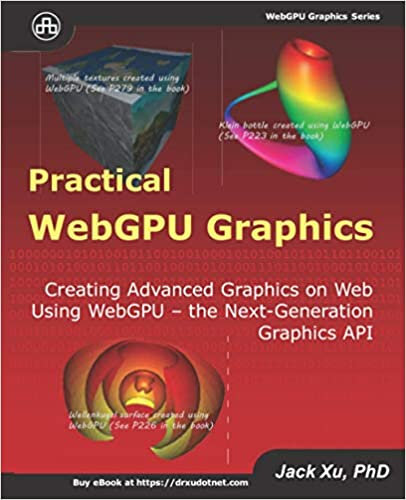 WebGPU Graphics Series
Multiple textures created using
WebGPU (See P279 in the book)
Klein bottle created using WebGPU
(See P223 in the book)
Practical
WebGPU Graphics
Creating Advanced Graphics on Web
Using WebGPU – the Next-Generation
Graphics API
Wellenkugel surface created using
WebGPU (See P226 in the book)
Jack Xu, PhD
Buy eBook at https://drxudotnet.com